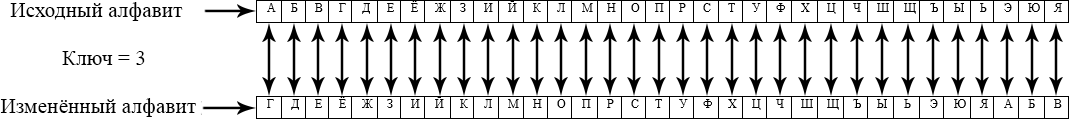 Исходный алфавит А Б В Г Д Е Ё Ж З И Й К Л М Н О П Р С Т У Ф Х Ц Ч Ш Щ Ъ Ы Ь Э Ю Я
Ключ = 3
Изменённый алфавит Г Д Е Ё Ж З И Й К Л М Н О П Р С Т У Ф Х Ц Ч Ш Щ Ъ Ы Ь Э Ю Я А Б В